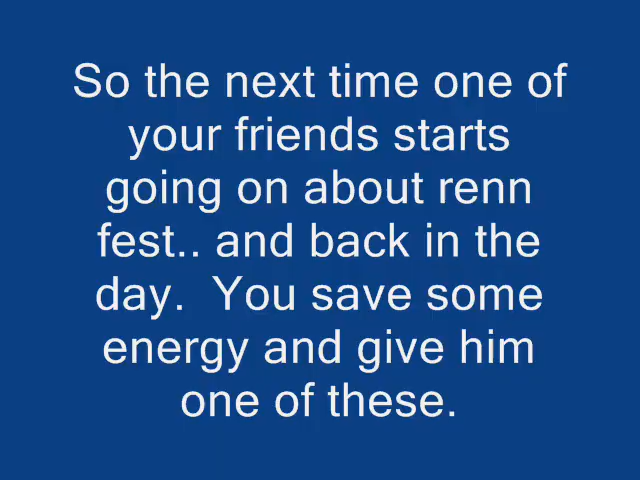 So the next time one of
your friends starts
going on about renn
fest.. and back in the
day.  You save some
energy and give him
one of these.